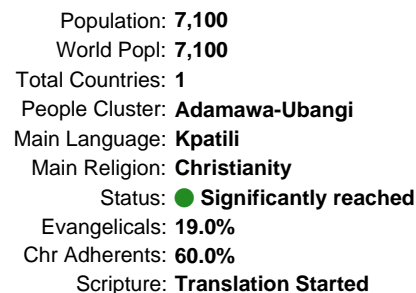 Population: 7,100
World Popl: 7,100
Total Countries: 1
People Cluster: Adamawa-Ubangi
Main Language: Kpatili
Main Religion: Christianity
Status: Significantly reached
Evangelicals: 19.0%
Chr Adherents: 60.0%
Scripture: Translation Started